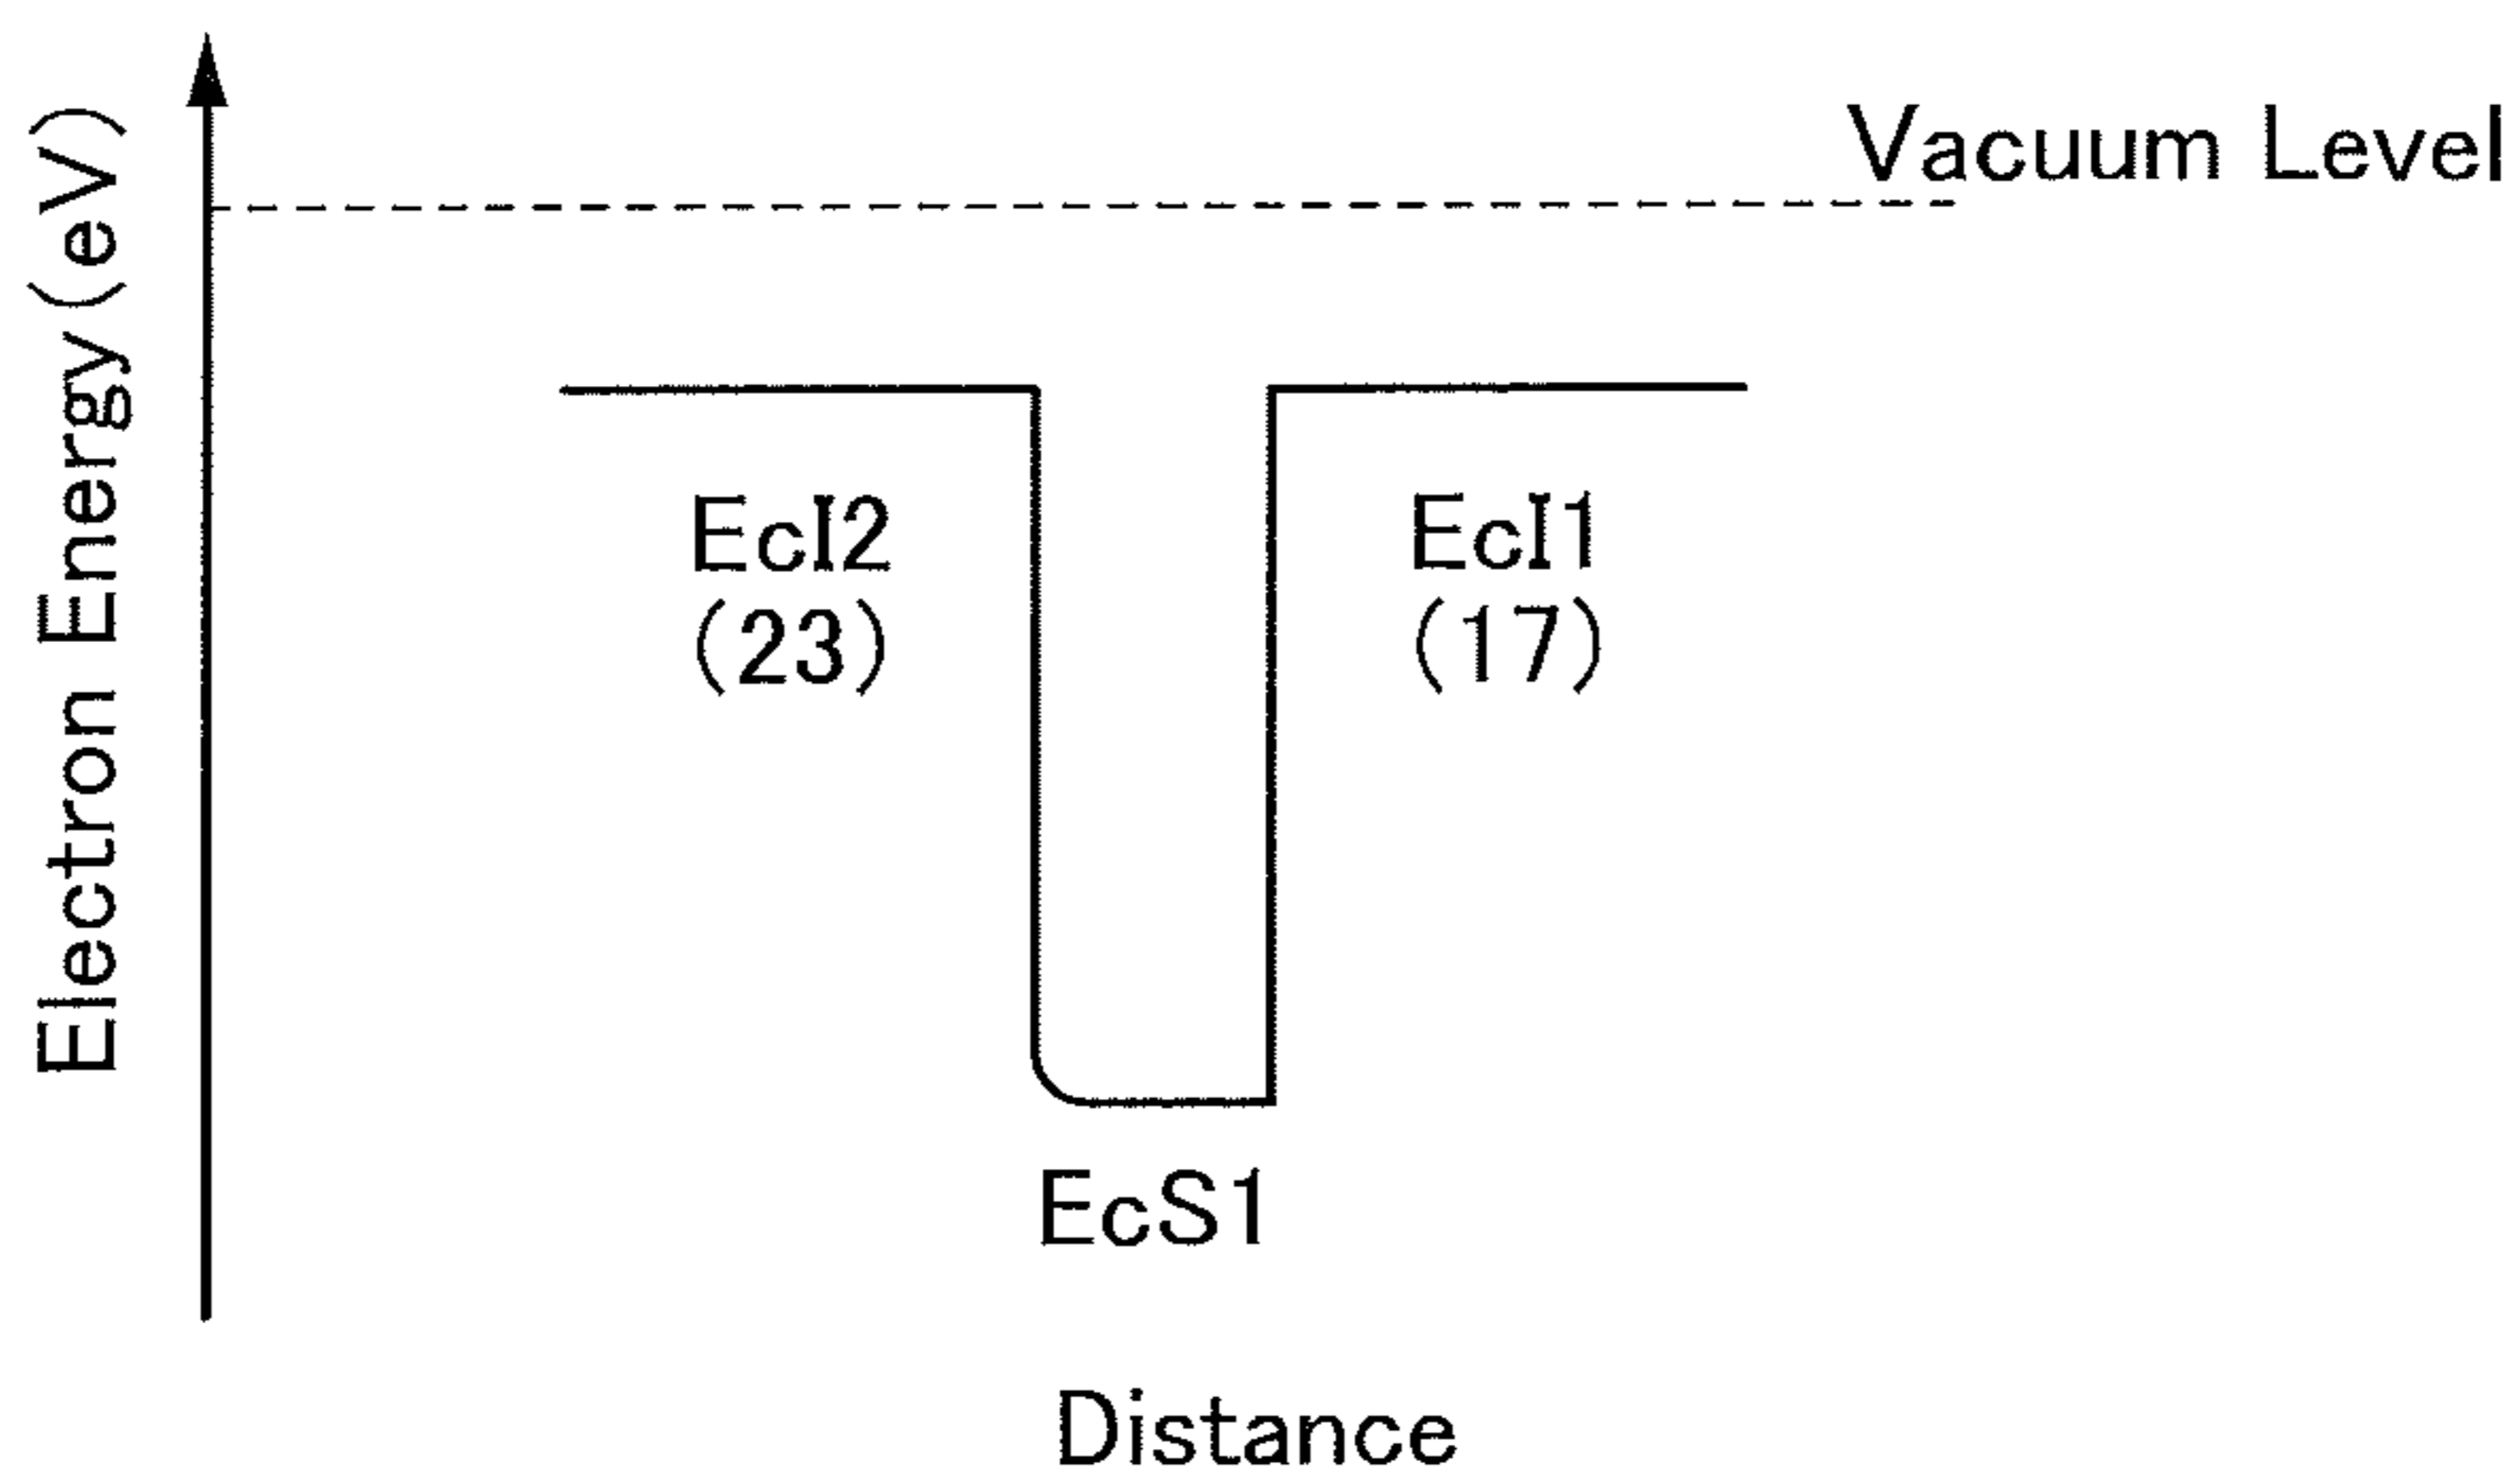 Electron Energy(eV)
Vacuum Level
EcI2
(23)
EcI1
(17)
EcS1
Distance